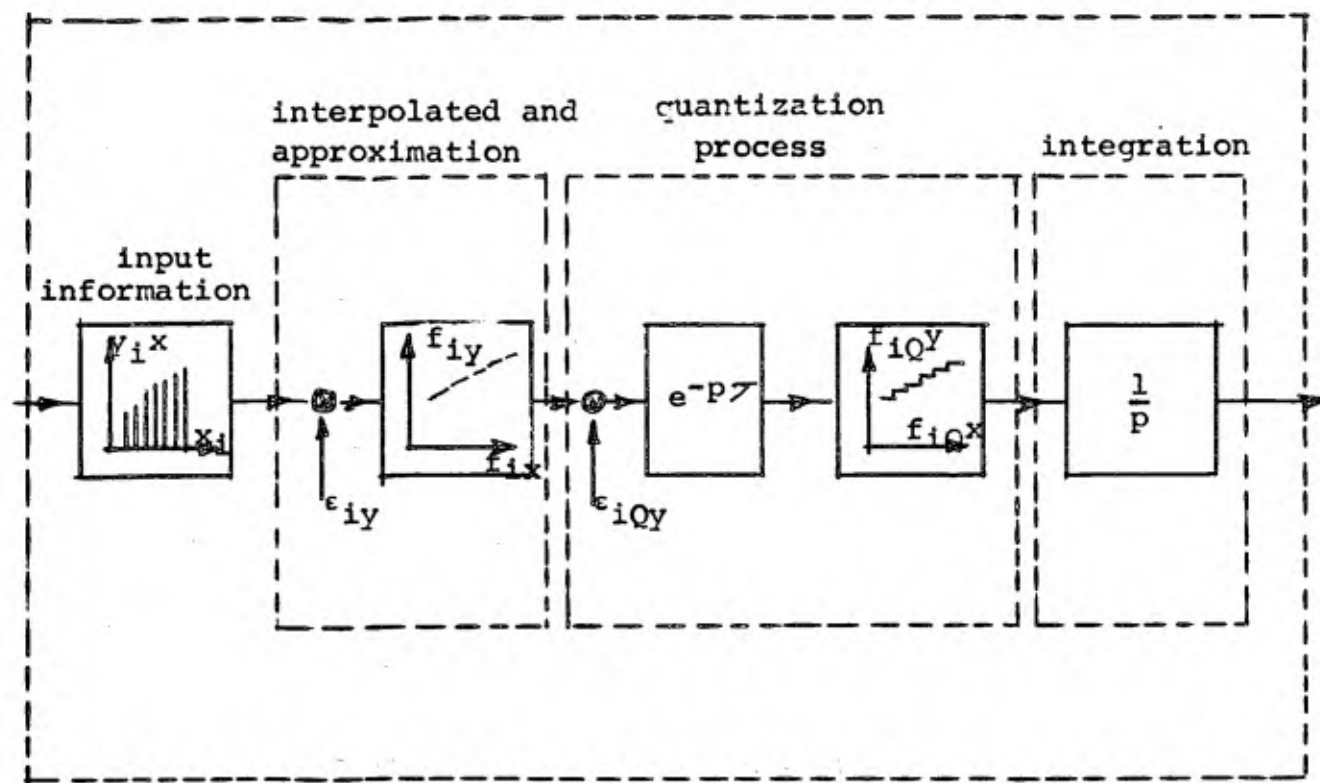 interpolated and
approximation
quantization
process
integration
input
information
y_i x
x_i
f_iy
f_ix
ε_iy
ε_iQy
e^-pτ
f_iQ y
f_iQ x
1
p